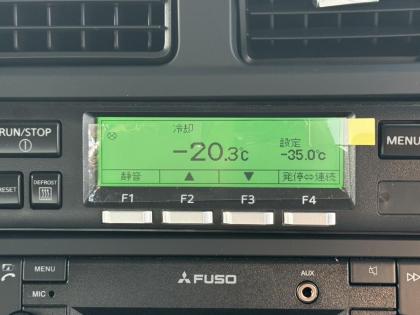 冷却
RUN/STOP
-20.3℃
設定
-35.0℃
MENU
静音 ▲ ▼ 発停⇔連続
RESET
DEFROST
F1 F2 F3 F4
MENU
MIC
FUSO
AUX